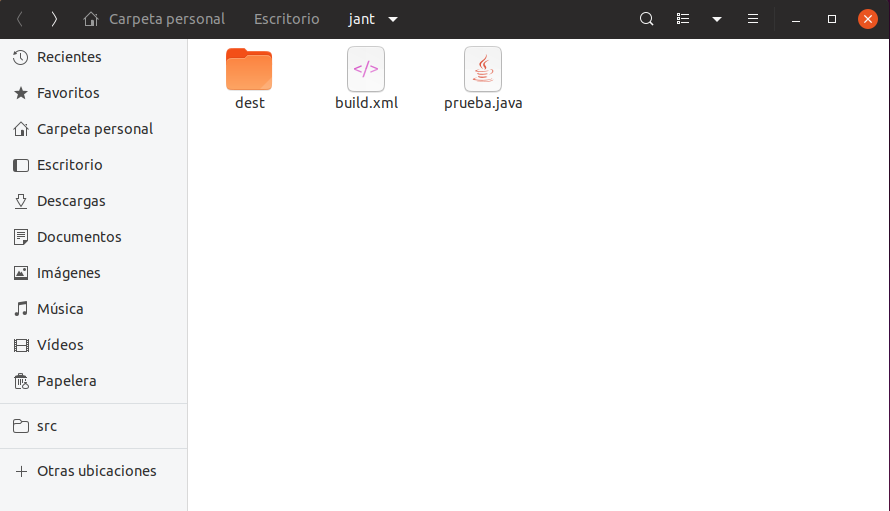 Carpeta personal Escritorio jant
Recientes
Favoritos
Carpeta personal
Escritorio
Descargas
Documentos
Imágenes
Música
Vídeos
Papelera
src
Otras ubicaciones
dest
</>
build.xml
prueba.java